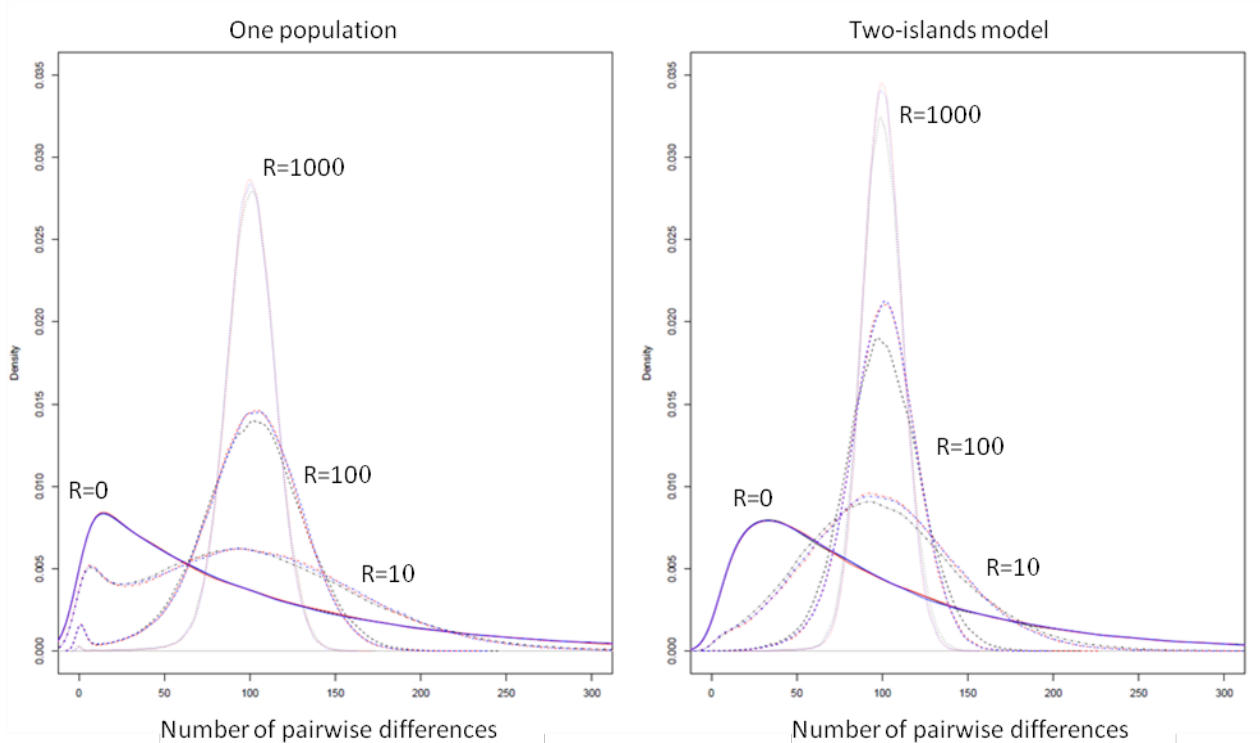 One population
Two-islands model
0.035
0.030
0.025
0.020
0.015
0.010
0.005
0.000
Density
R=1000
R=100
R=0
R=10
0
50
100
150
200
250
300
Number of pairwise differences
0.035
0.030
0.025
0.020
0.015
0.010
0.005
0.000
Density
R=1000
R=100
R=0
R=10
0
50
100
150
200
250
300
Number of pairwise differences